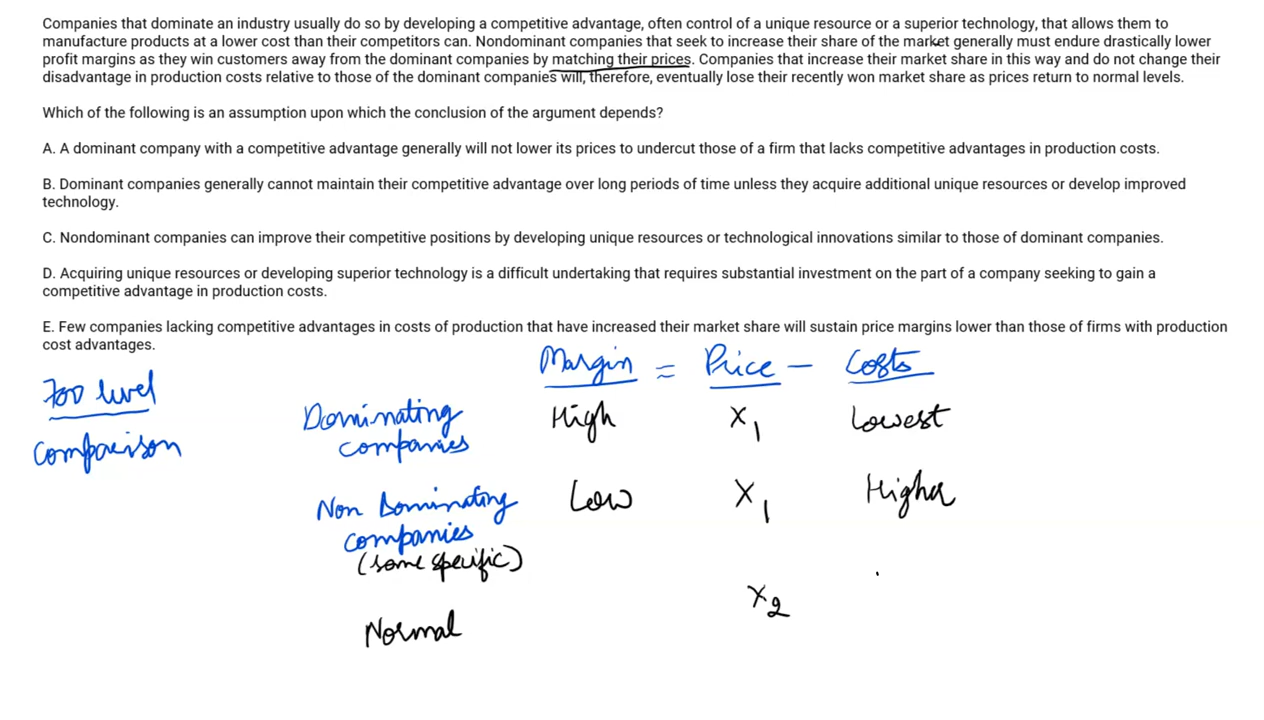 Companies that dominate an industry usually do so by developing a competitive advantage, often control of a unique resource or a superior technology, that allows them to
manufacture products at a lower cost than their competitors can. Nondominant companies that seek to increase their share of the market generally must endure drastically lower
profit margins as they win customers away from the dominant companies by matching their prices. Companies that increase their market share in this way and do not change their
disadvantage in production costs relative to those of the dominant companies will, therefore, eventually lose their recently won market share as prices return to normal levels.
Which of the following is an assumption upon which the conclusion of the argument depends?
A. A dominant company with a competitive advantage generally will not lower its prices to undercut those of a firm that lacks competitive advantages in production costs.
B. Dominant companies generally cannot maintain their competitive advantage over long periods of time unless they acquire additional unique resources or develop improved
technology.
C. Nondominant companies can improve their competitive positions by developing unique resources or technological innovations similar to those of dominant companies.
D. Acquiring unique resources or developing superior technology is a difficult undertaking that requires substantial investment on the part of a company seeking to gain a
competitive advantage in production costs.
E. Few companies lacking competitive advantages in costs of production that have increased their market share will sustain price margins lower than those of firms with production
cost advantages.
Margin = Price - Costs
level
comparison
Dominating High X1 Lowest
companies
Non Dominating Low X1 Higher
companies
(some specific)
X2
Normal